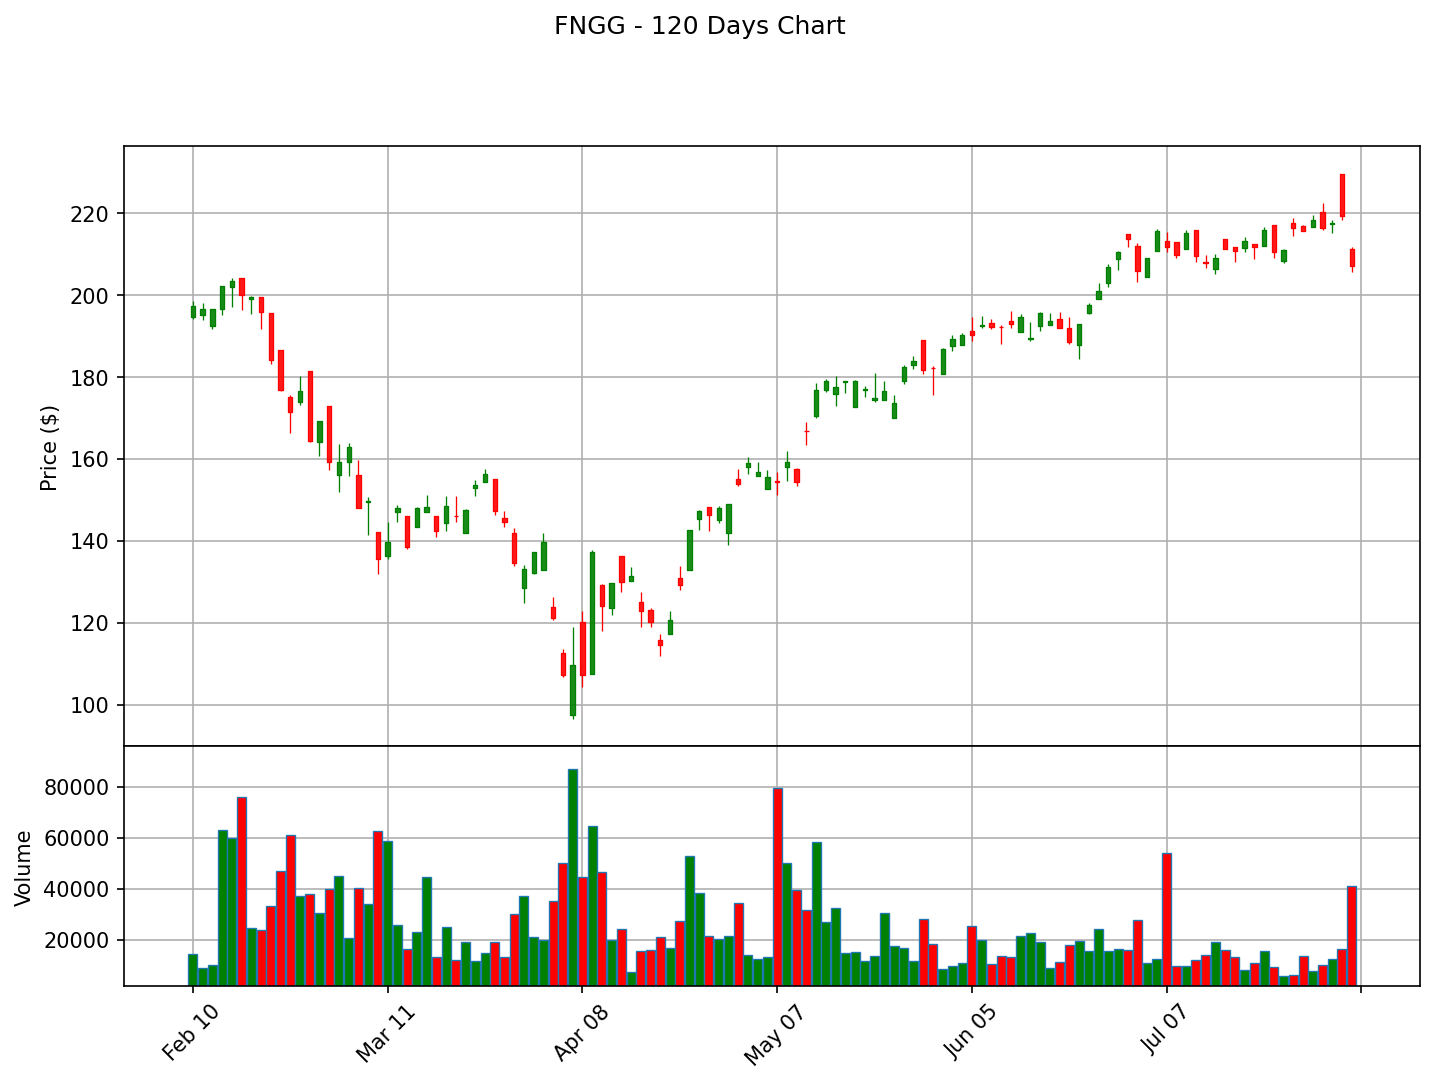 FNGG - 120 Days Chart
Price ($)
220
200
180
160
140
120
100
Volume
80000
60000
40000
20000
Feb 10
Mar 11
Apr 08
May 07
Jun 05
Jul 07